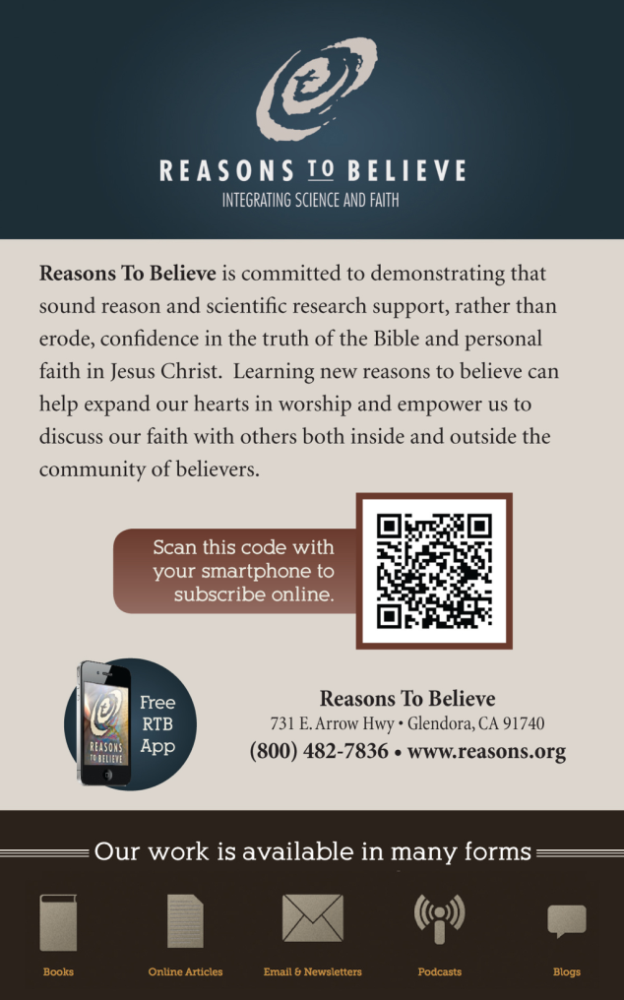 REASONS TO BELIEVE
INTEGRATING SCIENCE AND FAITH
Reasons To Believe is committed to demonstrating that
sound reason and scientific research support, rather than
erode, confidence in the truth of the Bible and personal
faith in Jesus Christ.  Learning new reasons to believe can
help expand our hearts in worship and empower us to
discuss our faith with others both inside and outside the
community of believers.
Scan this code with
your smartphone to
subscribe online.
REASONS
TO BELIEVE
Free
RTB
App
Reasons To Believe
731 E. Arrow Hwy • Glendora, CA 91740
(800) 482-7836 • www.reasons.org
Our work is available in many forms
Books
Online Articles
Email & Newsletters
Podcasts
Blogs